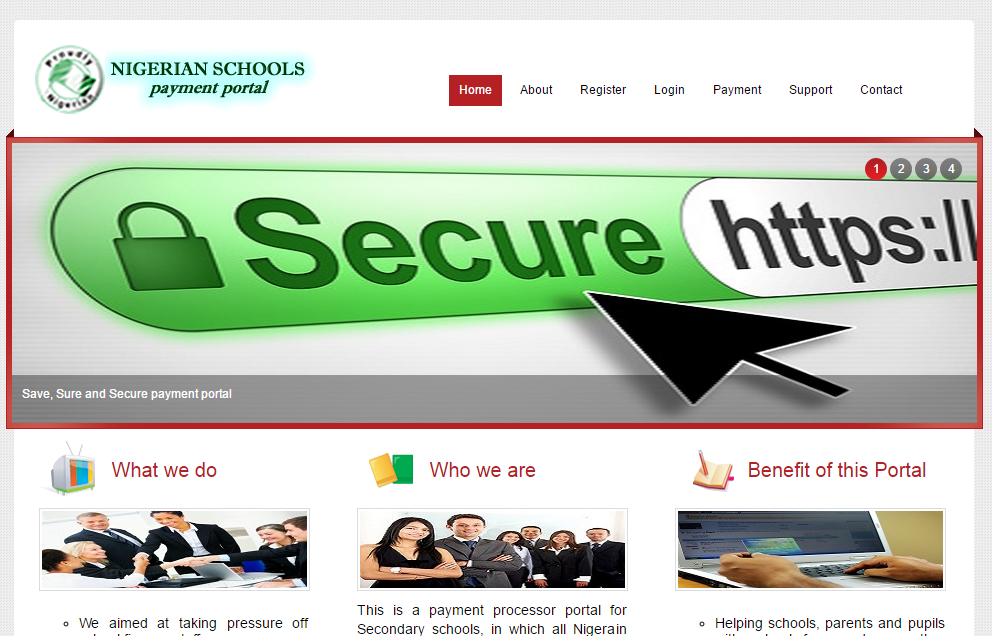 Proudly
Nigerian
NIGERIAN SCHOOLS
payment portal
Home About Register Login Payment Support Contact
1 2 3 4
Secure https://
Save, Sure and Secure payment portal
What we do
Who we are
Benefit of this Portal
We aimed at taking pressure off
This is a payment processor portal for
Secondary schools, in which all Nigerain
Helping schools, parents and pupils